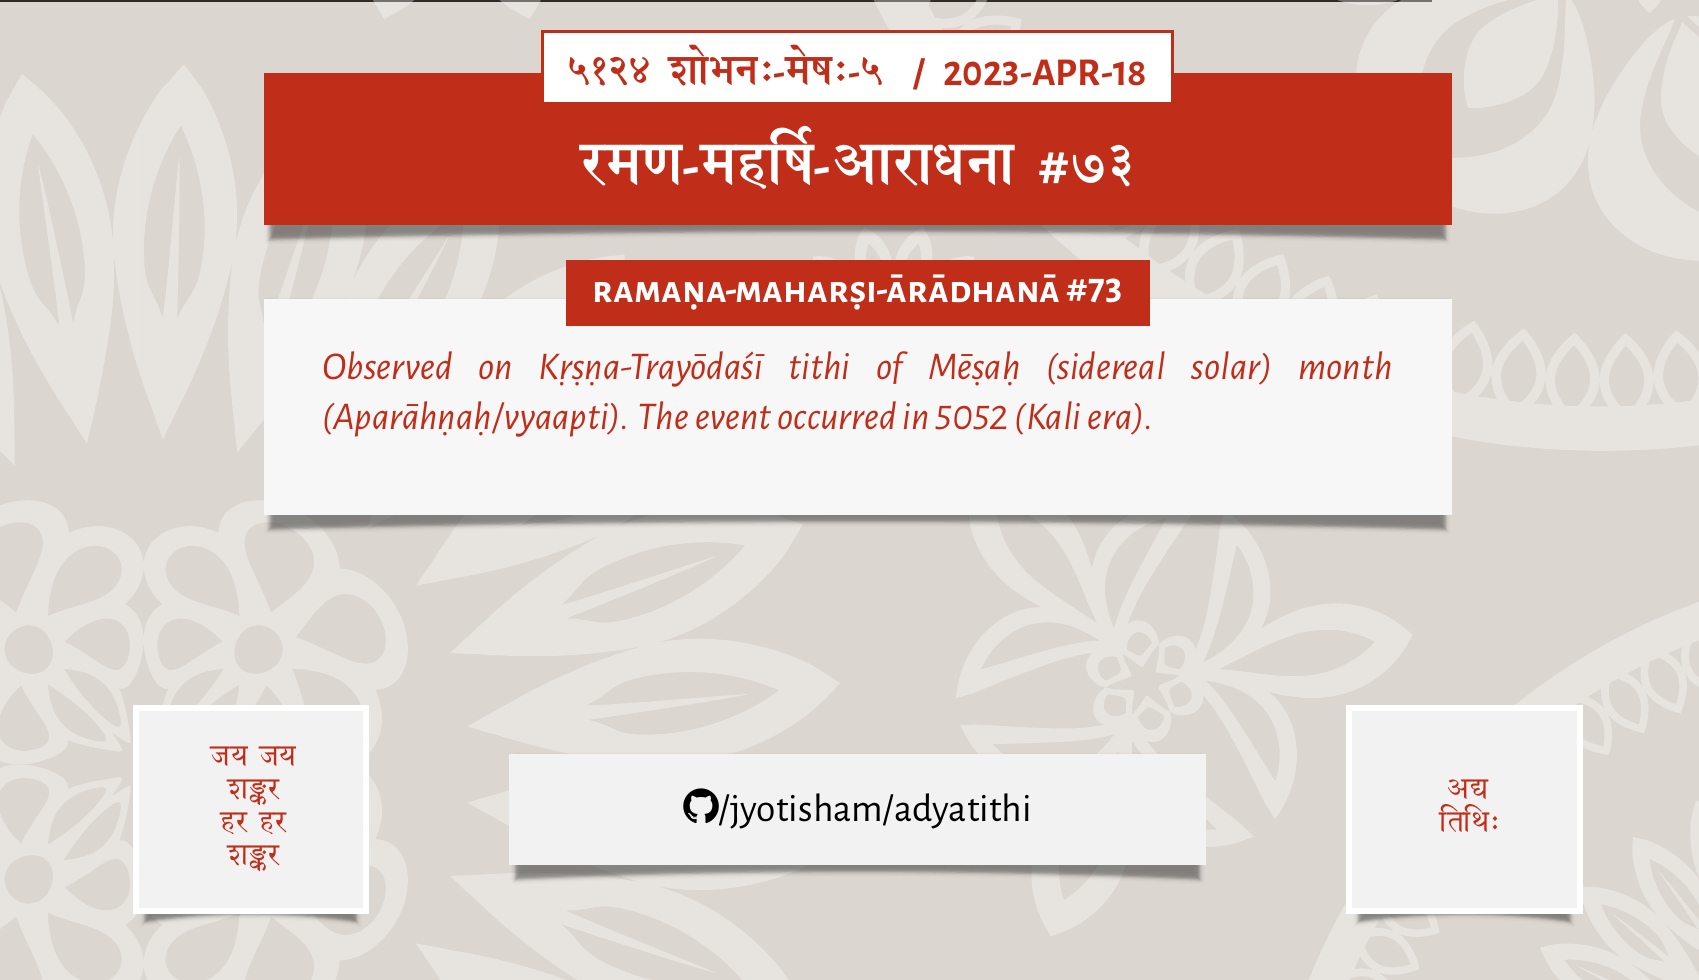 ५१२४ शोभनः-मेषः-५ / 2023-APR-18
रमण-महर्षि-आराधना #७३
RAMAṆA-MAHARṢI-ĀRĀDHANĀ #73
Observed on Kṛṣṇa-Trayōdaśī tithi of Mēṣaḥ (sidereal solar) month
(Aparāhṇaḥ/vyaapti). The event occurred in 5052 (Kali era).
जय जय
शङ्कर
हर हर
शङ्कर
/jyotisham/adyatithi
अद्य
तिथिः